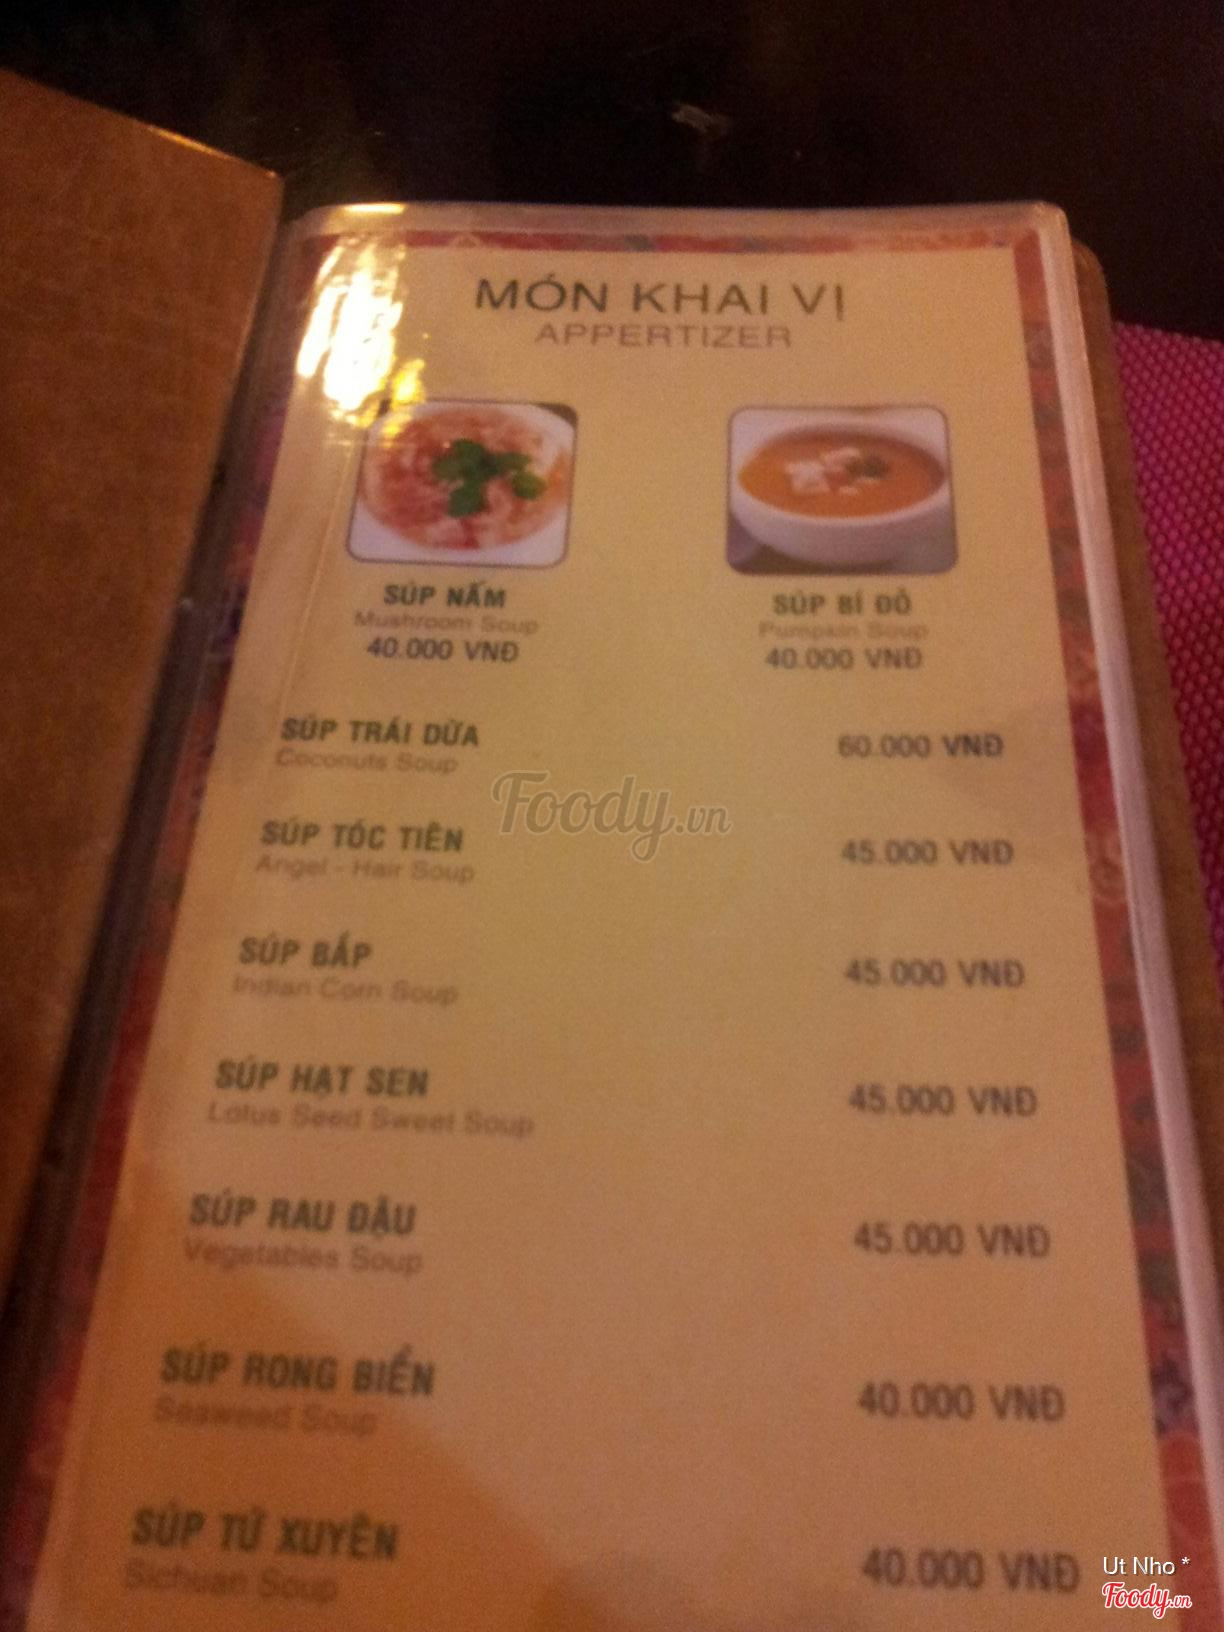 MÓN KHAI VỊ
APPERTIZER
SÚP NẤM
Mushroom Soup
40.000 VNĐ
SÚP BÍ ĐỎ
Pumpkin Soup
40.000 VNĐ
SÚP TRÁI DỪA 60.000 VNĐ
Coconuts Soup
Foody.vn
SÚP TÓC TIÊN 45.000 VNĐ
Angel - Hair Soup
SÚP BẮP 45.000 VNĐ
Indian Corn Soup
SÚP HẠT SEN 45.000 VNĐ
Lotus Seed Sweet Soup
SÚP RAU ĐẬU 45.000 VNĐ
Vegetables Soup
SÚP RONG BIỂN 40.000 VNĐ
Seaweed Soup
SÚP TỨ XUYÊN 40.000 VNĐ
Sichuan Soup
Ut Nho *
Foody.vn